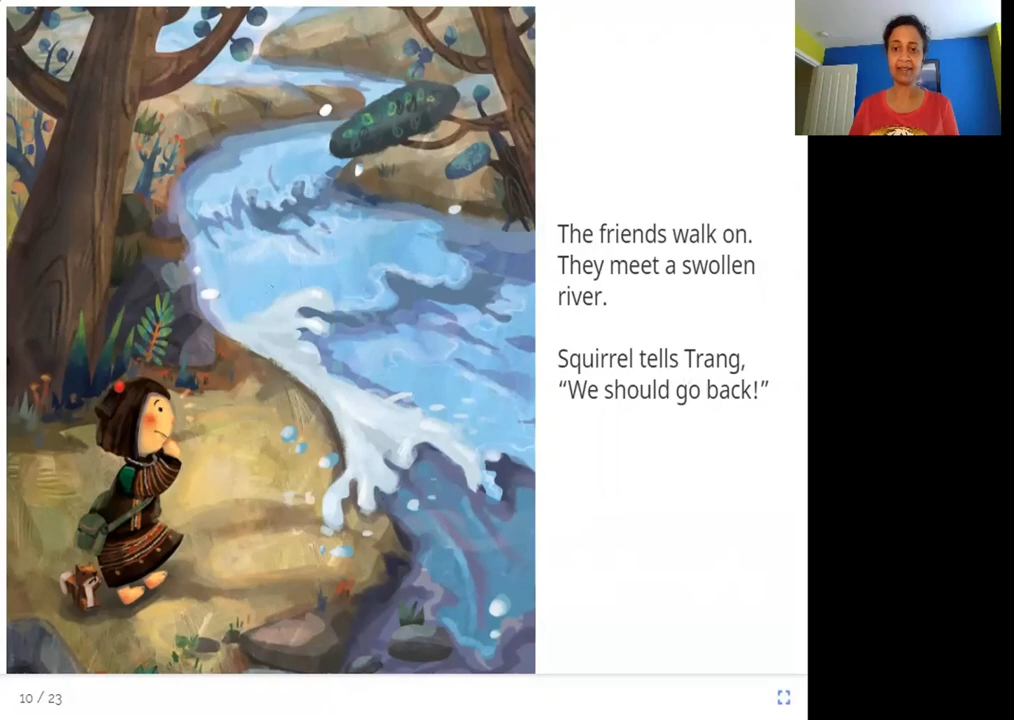 The friends walk on.
They meet a swollen
river.
Squirrel tells Trang,
“We should go back!”
10 / 23